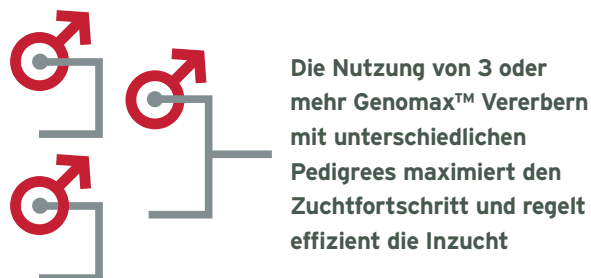 Die Nutzung von 3 oder
mehr Genomax™ Vererbern
mit unterschiedlichen
Pedigrees maximiert den
Zuchtfortschritt und regelt
effizient die Inzucht